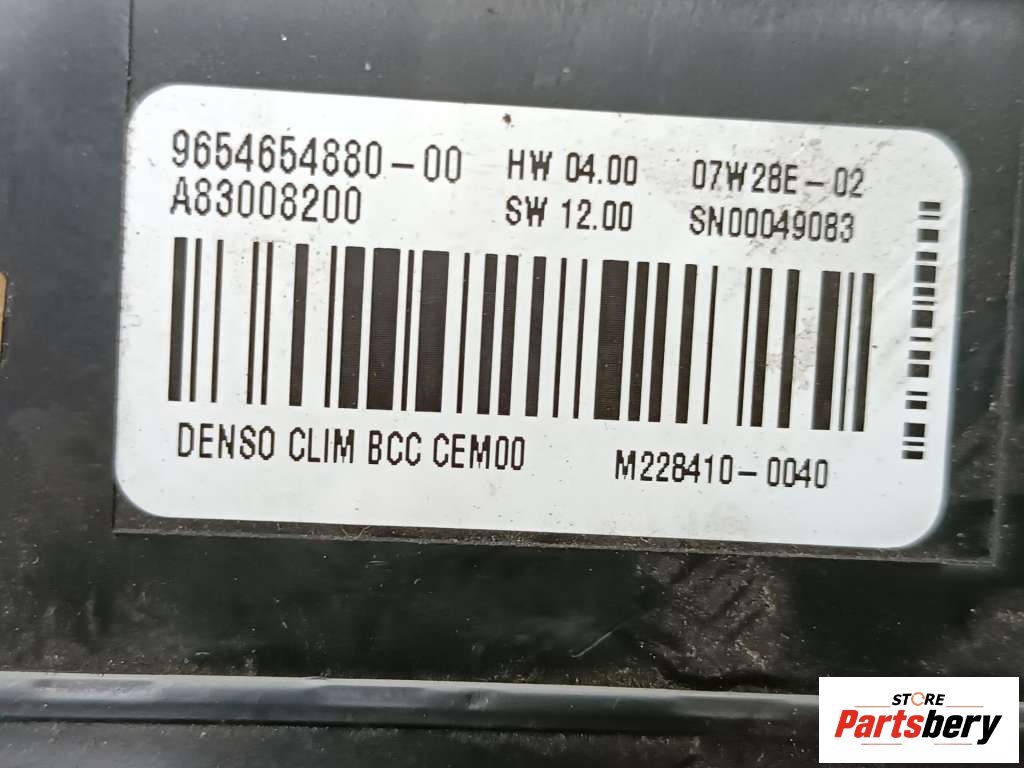 9654654880-00 HW 04.00 07W28E-02
A83008200 SW 12.00 SN00049083
DENSO CLIM BCC CEM00 M228410-0040
STORE
Partsbery